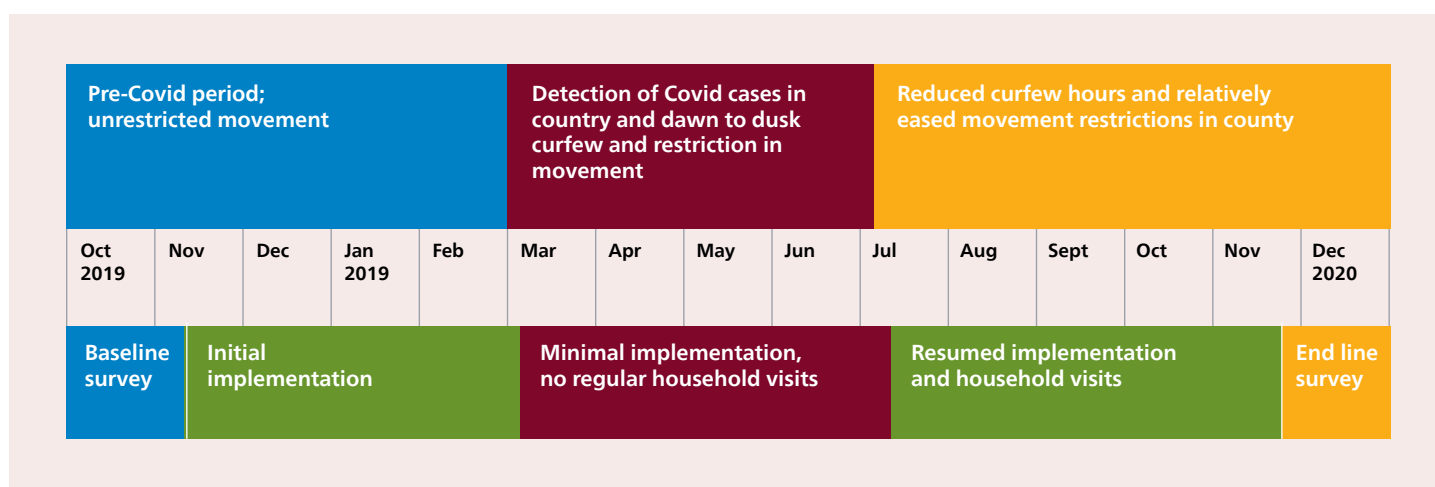 Pre-Covid period;
unrestricted movement
Detection of Covid cases in
country and dawn to dusk
curfew and restriction in
movement
Reduced curfew hours and relatively
eased movement restrictions in county
Oct
2019
Nov
Dec
Jan
2019
Feb
Mar
Apr
May
Jun
Jul
Aug
Sept
Oct
Nov
Dec
2020
Baseline
survey
Initial
implementation
Minimal implementation,
no regular household visits
Resumed implementation
and household visits
End line
survey